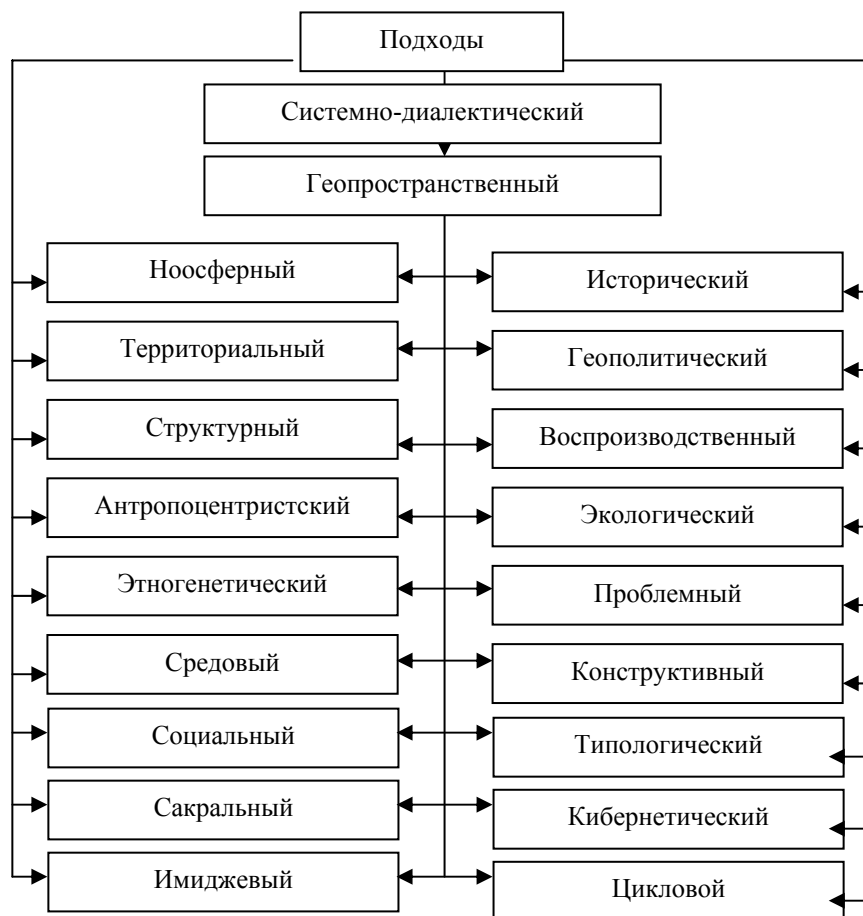 Подходы
Системно-диалектический
Геопространственный
Ноосферный
Исторический
Территориальный
Геополитический
Структурный
Воспроизводственный
Антропоцентристский
Экологический
Этногенетический
Проблемный
Средовый
Конструктивный
Социальный
Типологический
Сакральный
Кибернетический
Имиджевый
Цикловой